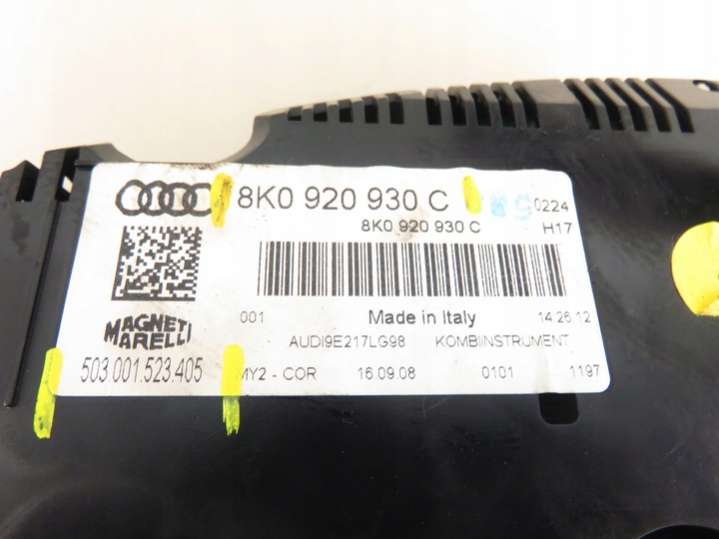 8K0 920 930 C
0224
8K0 920 930 C H17
001 Made in Italy 14:26:12
AUDI9E217LG98 KOMBIINSTRUMENT
MAGNETI
MARELLI
503.001.523.405
MY2 - COR 16.09.08 0101 1197